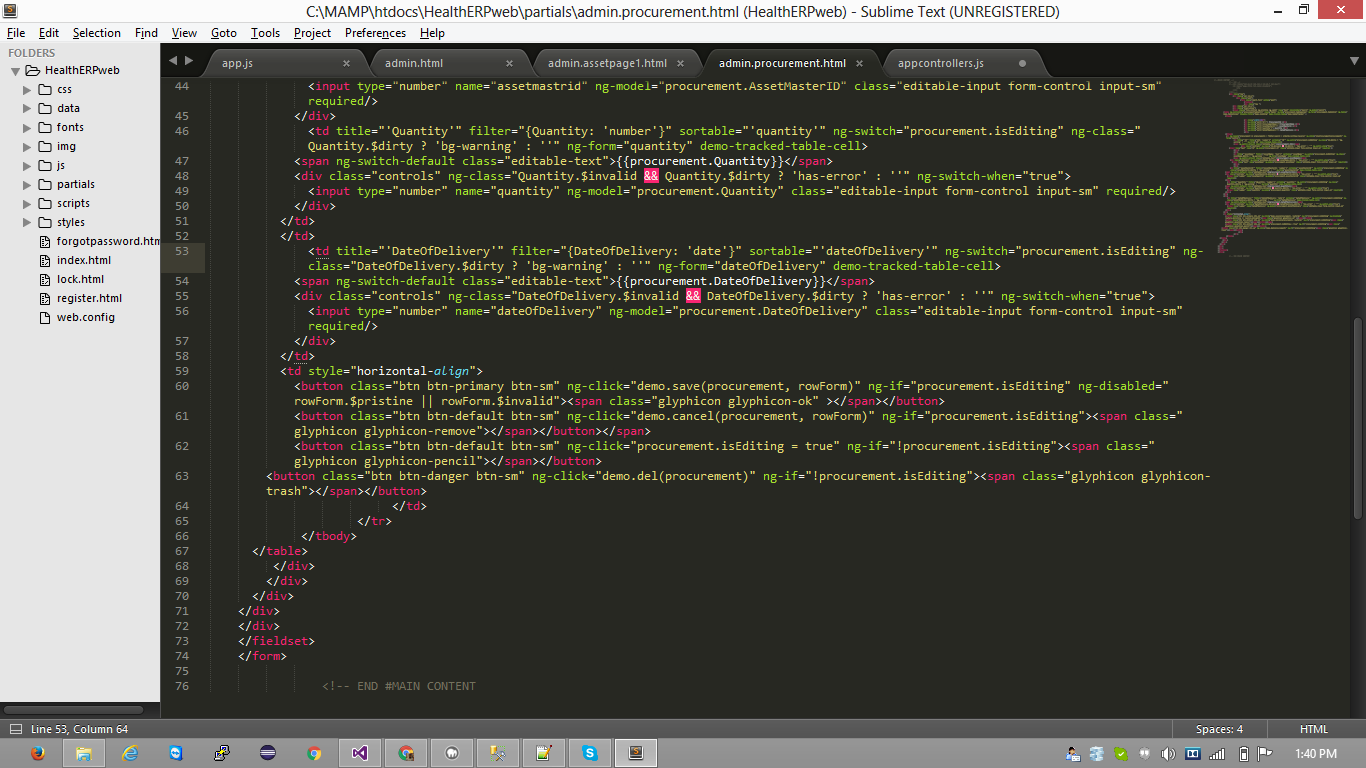 C:\MAMP\htdocs\HealthERPweb\partials\admin.procurement.html (HealthERPweb) - Sublime Text (UNREGISTERED)
File Edit Selection Find View Goto Tools Project Preferences Help
FOLDERS
HealthERPweb
css
data
fonts
img
js
partials
scripts
styles
forgotpassword.htm
index.html
lock.html
register.html
web.config
app.js × admin.html × admin.assetpage1.html × admin.procurement.html × appcontrollers.js
44 <input type="number" name="assetmastrid" ng-model="procurement.AssetMasterID" class="editable-input form-control input-sm"
required/>
45 </div>
46 <td title="'Quantity'" filter="{Quantity: 'number'}" sortable="'quantity'" ng-switch="procurement.isEditing" ng-class="
Quantity.$dirty ? 'bg-warning' : ''" ng-form="quantity" demo-tracked-table-cell>
47 <span ng-switch-default class="editable-text">{{procurement.Quantity}}</span>
48 <div class="controls" ng-class="Quantity.$invalid && Quantity.$dirty ? 'has-error' : ''" ng-switch-when="true">
49 <input type="number" name="quantity" ng-model="procurement.Quantity" class="editable-input form-control input-sm" required/>
50 </div>
51 </td>
52 </td>
53 <td title="'DateOfDelivery'" filter="{DateOfDelivery: 'date'}" sortable="'dateOfDelivery'" ng-switch="procurement.isEditing" ng-
class="DateOfDelivery.$dirty ? 'bg-warning' : ''" ng-form="dateOfDelivery" demo-tracked-table-cell>
54 <span ng-switch-default class="editable-text">{{procurement.DateOfDelivery}}</span>
55 <div class="controls" ng-class="DateOfDelivery.$invalid && DateOfDelivery.$dirty ? 'has-error' : ''" ng-switch-when="true">
56 <input type="number" name="dateOfDelivery" ng-model="procurement.DateOfDelivery" class="editable-input form-control input-sm"
required/>
57 </div>
58 </td>
59 <td style="horizontal-align">
60 <button class="btn btn-primary btn-sm" ng-click="demo.save(procurement, rowForm)" ng-if="procurement.isEditing" ng-disabled="
rowForm.$pristine || rowForm.$invalid"><span class="glyphicon glyphicon-ok" ></span></button>
61 <button class="btn btn-default btn-sm" ng-click="demo.cancel(procurement, rowForm)" ng-if="procurement.isEditing"><span class="
glyphicon glyphicon-remove"></span></button></span>
62 <button class="btn btn-default btn-sm" ng-click="procurement.isEditing = true" ng-if="!procurement.isEditing"><span class="
glyphicon glyphicon-pencil"></span></button>
63 <button class="btn btn-danger btn-sm" ng-click="demo.del(procurement)" ng-if="!procurement.isEditing"><span class="glyphicon glyphicon-
trash"></span></button>
64 </td>
65 </tr>
66 </tbody>
67 </table>
68 </div>
69 </div>
70 </div>
71 </div>
72 </div>
73 </fieldset>
74 </form>
75
76 <!-- END #MAIN CONTENT
Line 53, Column 64 Spaces: 4 HTML
1:40 PM